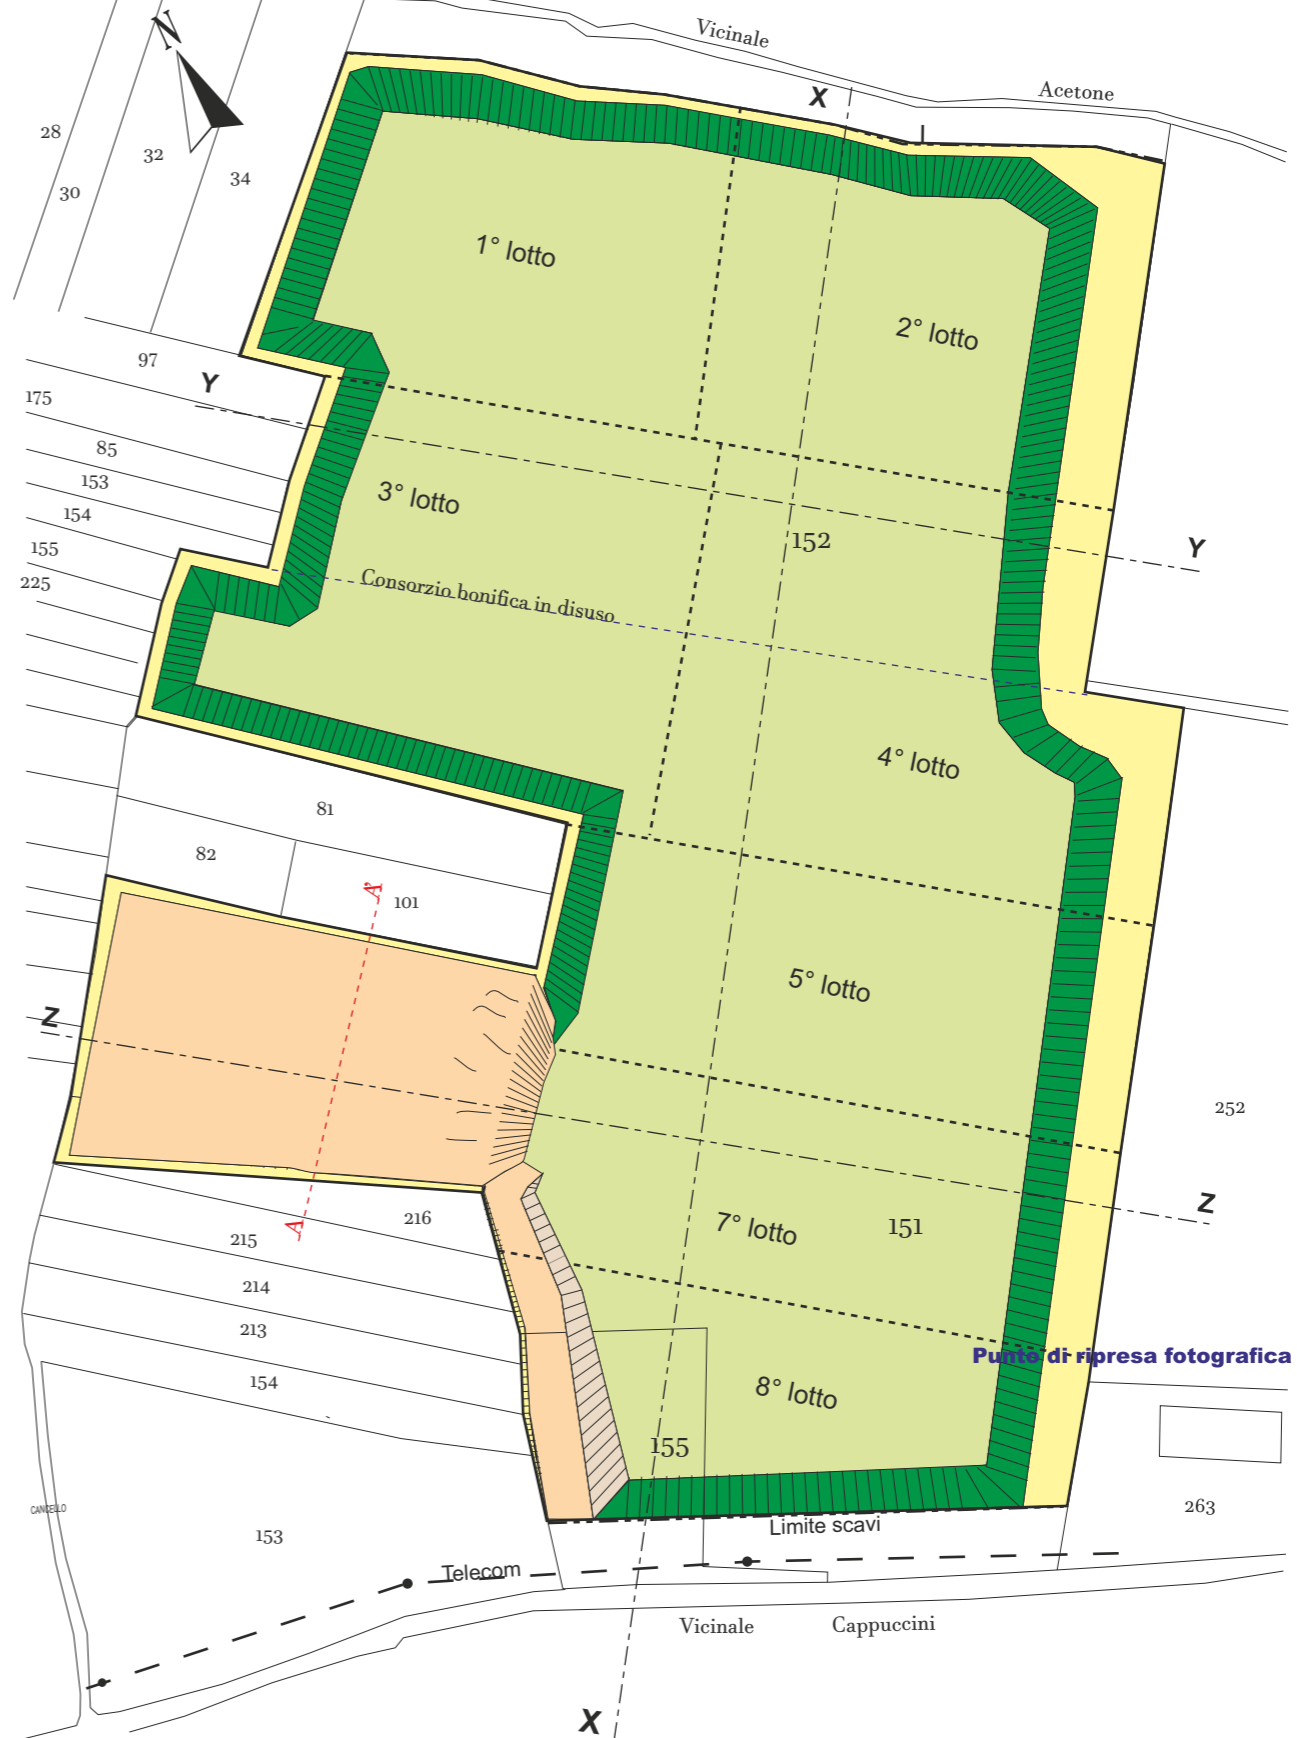 N
Vicinale
Acetone
X
28
32
34
30
1° lotto
2° lotto
97
Y
175
85
3° lotto
153
154
152
Y
155
Consorzio bonifica in disuso
225
4° lotto
81
82
A'
101
5° lotto
Z
252
Z
216
7° lotto
151
A
215
214
213
Punto di ripresa fotografica
154
8° lotto
155
CANCELLO
263
Limite scavi
153
Telecom
Vicinale
Cappuccini
X